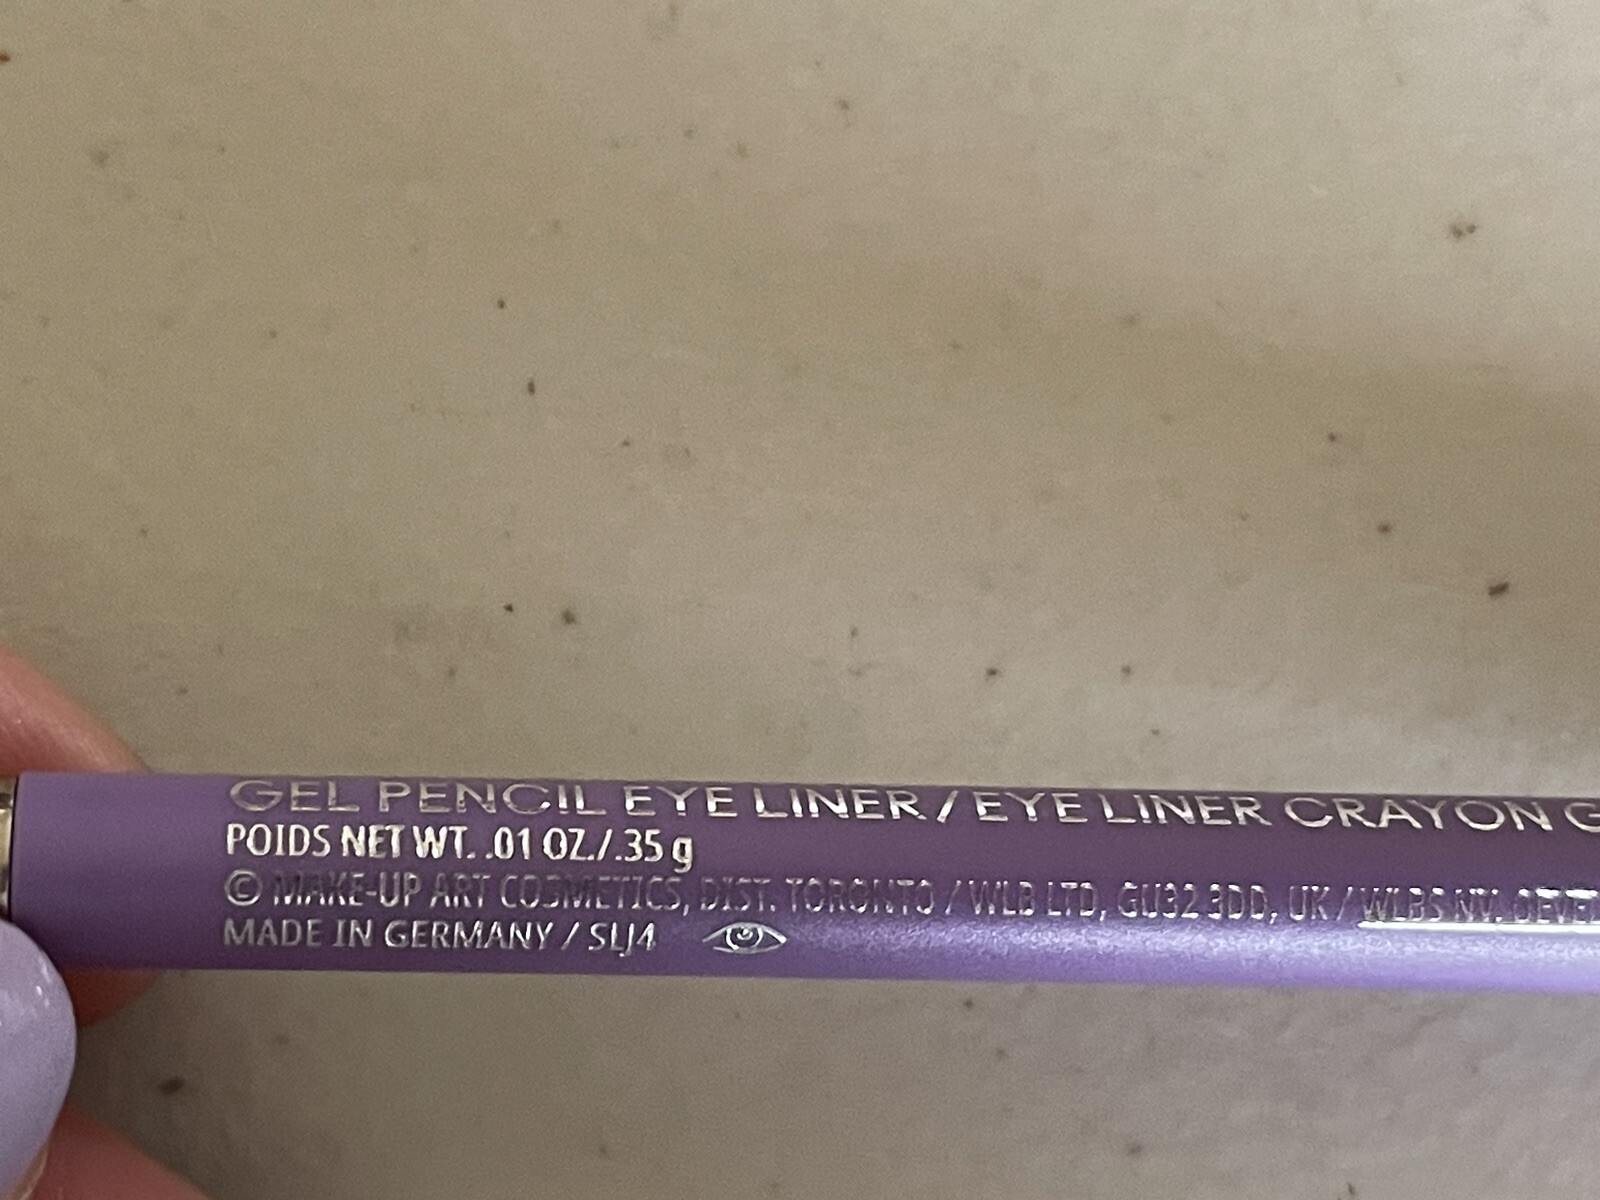 GEL PENCIL EYE LINER / EYE LINER CRAYON G
POIDS NET WT. .01 OZ./.35 g
© MAKE-UP ART COSMETICS, DIST. TORONTO / WLB LTD, GU32 3DD, UK / WLBS NV.
MADE IN GERMANY / SLJ4